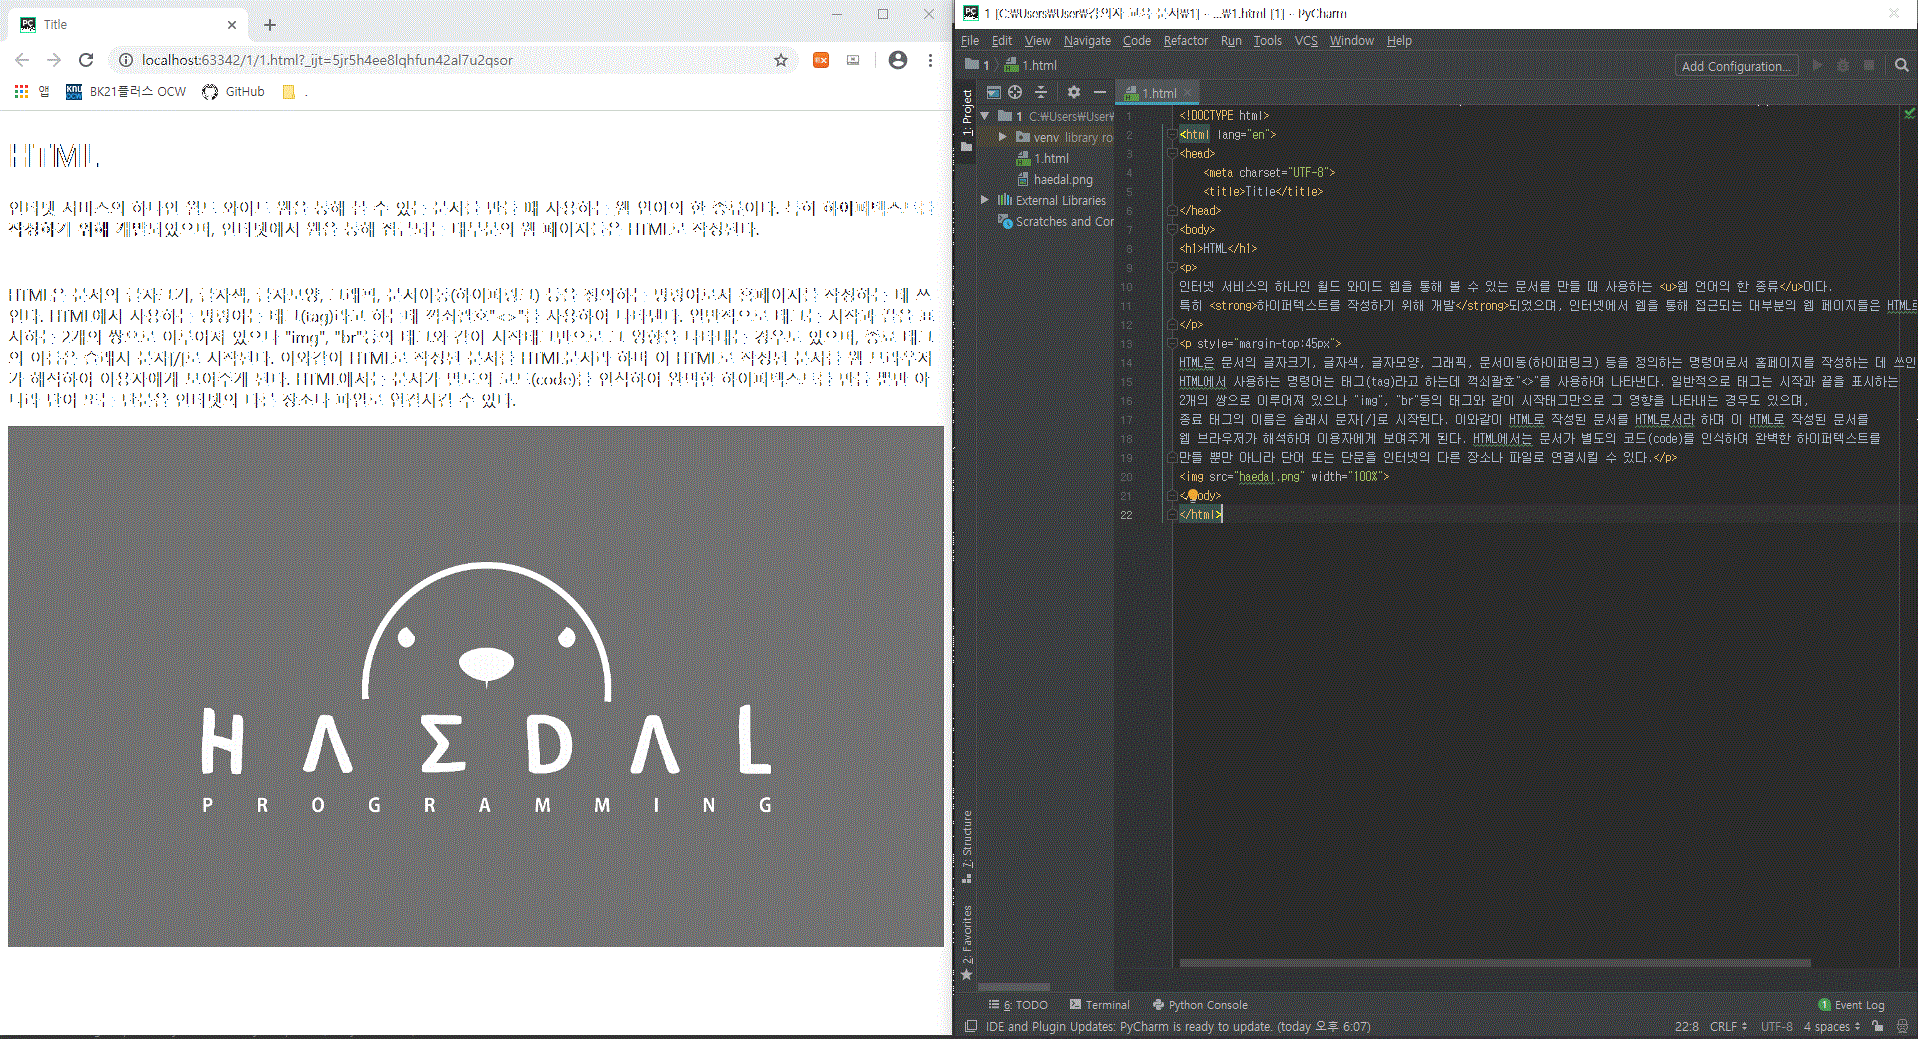 Title
localhost:63342/1/1.html?_ijt=5jr5h4ee8lqhfun42al7u2qsor
앱
BK21플러스 OCW
GitHub
.
HTML
인터넷 서비스의 하나인 월드 와이드 웹을 통해 볼 수 있는 문서를 만들 때 사용하는 웹 언어의 한 종류이다. 특히 하이퍼텍스트를
작성하기 위해 개발되었으며, 인터넷에서 웹을 통해 접근되는 대부분의 웹 페이지들은 HTML로 작성된다.
HTML은 문서의 글자크기, 글자색, 글자모양, 그래픽, 문서이동(하이퍼링크) 등을 정의하는 명령어로서 홈페이지를 작성하는 데 쓰
인다. HTML에서 사용하는 명령어는 태그(tag)라고 하는데 꺽쇠괄호"<>"를 사용하여 나타낸다. 일반적으로 태그는 시작과 끝을 표
시하는 2개의 쌍으로 이루어져 있으나 "img", "br"등의 태그와 같이 시작태그만으로 그 영향을 나타내는 경우도 있으며, 종료 태그
의 이름은 슬래시 문자[/]로 시작된다. 이와같이 HTML로 작성된 문서를 HTML문서라 하며 이 HTML로 작성된 문서를 웹 브라우저
가 해석하여 이용자에게 보여주게 된다. HTML에서는 문서가 별도의 코드(code)를 인식하여 완벽한 하이퍼텍스트를 만들 뿐만 아
니라 단어 또는 단문을 인터넷의 다른 장소나 파일로 연결시킬 수 있다.
HAEDAL
PROGRAMMING
1 [C:\Users\User\강의자 교육 문서\1] - ...\1.html [1] - PyCharm
File Edit View Navigate Code Refactor Run Tools VCS Window Help
1 1.html
Add Configuration...
1: Project
1.html
1 C:\Users\User\
venv library ro
1.html
haedal.png
External Libraries
Scratches and Cor
1 <!DOCTYPE html>
2 <html lang="en">
3 <head>
4 <meta charset="UTF-8">
5 <title>Title</title>
6 </head>
7 <body>
8 <h1>HTML</h1>
9 <p>
10 인터넷 서비스의 하나인 월드 와이드 웹을 통해 볼 수 있는 문서를 만들 때 사용하는 <u>웹 언어의 한 종류</u>이다.
11 특히 <strong>하이퍼텍스트를 작성하기 위해 개발</strong>되었으며, 인터넷에서 웹을 통해 접근되는 대부분의 웹 페이지들은 HTML로
12 </p>
13 <p style="margin-top:45px">
14 HTML은 문서의 글자크기, 글자색, 글자모양, 그래픽, 문서이동(하이퍼링크) 등을 정의하는 명령어로서 홈페이지를 작성하는 데 쓰인
15 HTML에서 사용하는 명령어는 태그(tag)라고 하는데 꺽쇠괄호"<>"를 사용하여 나타낸다. 일반적으로 태그는 시작과 끝을 표시하는
16 2개의 쌍으로 이루어져 있으나 "img", "br"등의 태그와 같이 시작태그만으로 그 영향을 나타내는 경우도 있으며,
17 종료 태그의 이름은 슬래시 문자[/]로 시작된다. 이와같이 HTML로 작성된 문서를 HTML문서라 하며 이 HTML로 작성된 문서를
18 웹 브라우저가 해석하여 이용자에게 보여주게 된다. HTML에서는 문서가 별도의 코드(code)를 인식하여 완벽한 하이퍼텍스트를
19 만들 뿐만 아니라 단어 또는 단문을 인터넷의 다른 장소나 파일로 연결시킬 수 있다.</p>
20 <img src="haedal.png" width="100%">
21 </body>
22 </html>
7: Structure
2: Favorites
6: TODO Terminal Python Console
1 Event Log
IDE and Plugin Updates: PyCharm is ready to update. (today 오후 6:07)
22:8 CRLF UTF-8 4 spaces